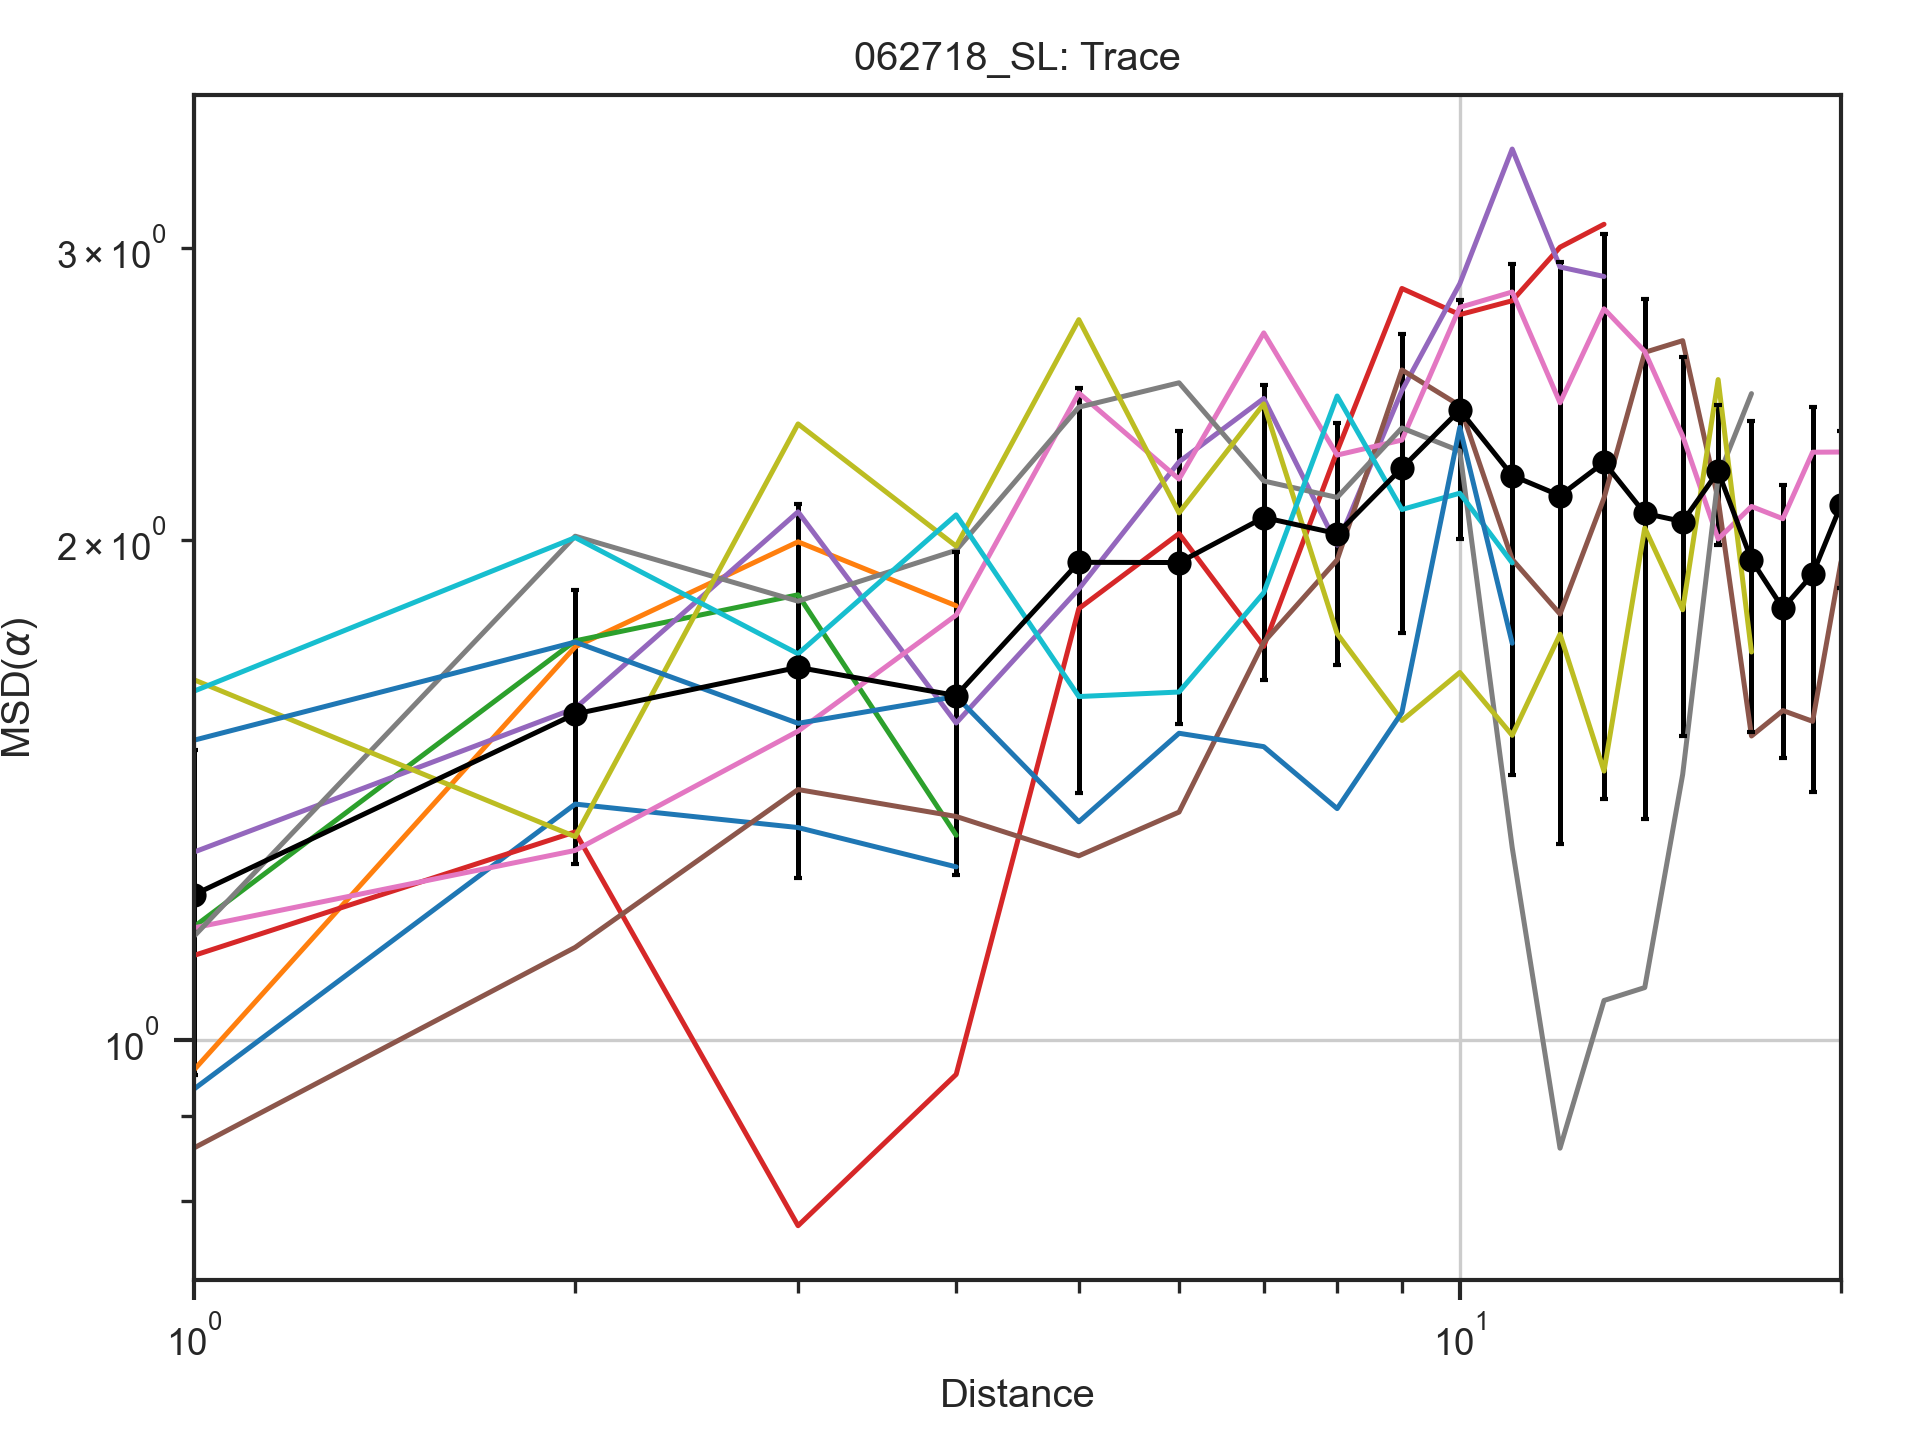 062718_SL: Trace
3 × 10⁰
2 × 10⁰
10⁰
MSD(α)
10⁰
10¹
Distance